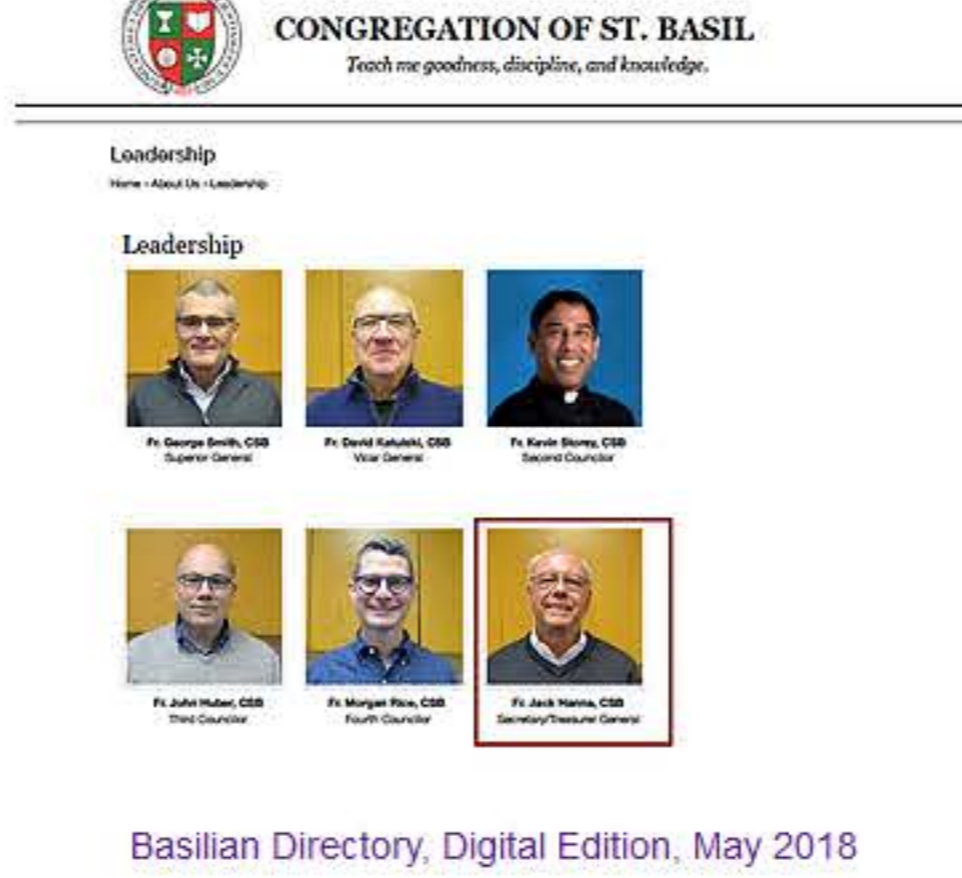 CONGREGATION OF ST. BASIL
Teach me goodness, discipline, and knowledge.
Leadership
Home › About Us › Leadership
Leadership
Fr. George Smith, CSB
Superior General
Fr. David Katulski, CSB
Vicar General
Fr. Kevin Storey, CSB
Second Councilor
Fr. John Huber, CSB
Third Councilor
Fr. Morgan Rice, CSB
Fourth Councilor
Fr. Jack Hanna, CSB
Secretary/Treasurer General
Basilian Directory, Digital Edition, May 2018